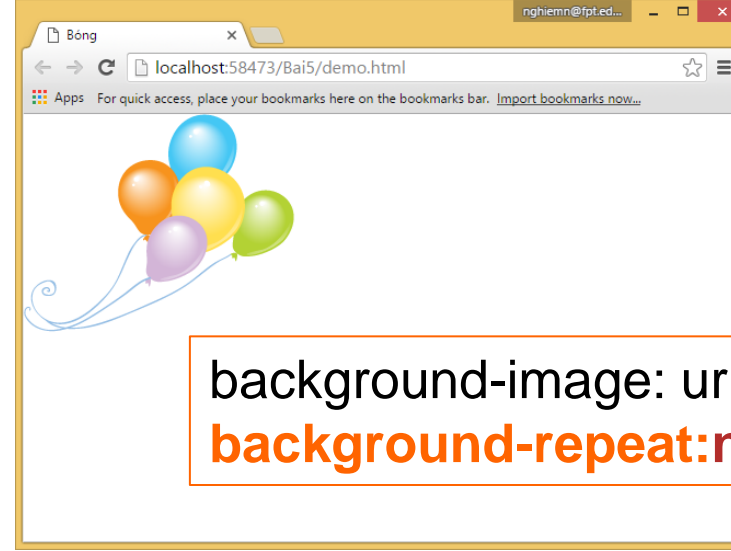 nghiemn@fpt.ed...
Bóng
localhost:58473/Bai5/demo.html
Apps For quick access, place your bookmarks here on the bookmarks bar. Import bookmarks now...
background-image: ur
background-repeat:n